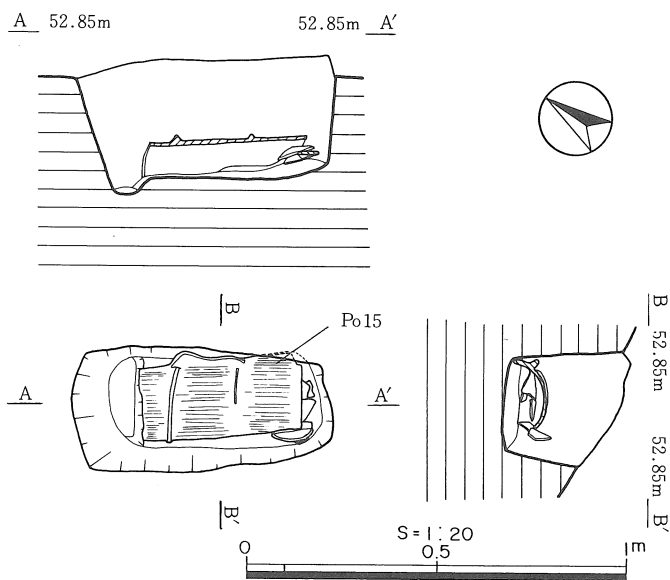 A 52.85m 52.85m A′
B
Po15
A A′
B′
B
52.85m
52.85m
B′
S=1:20
0 0.5 1m